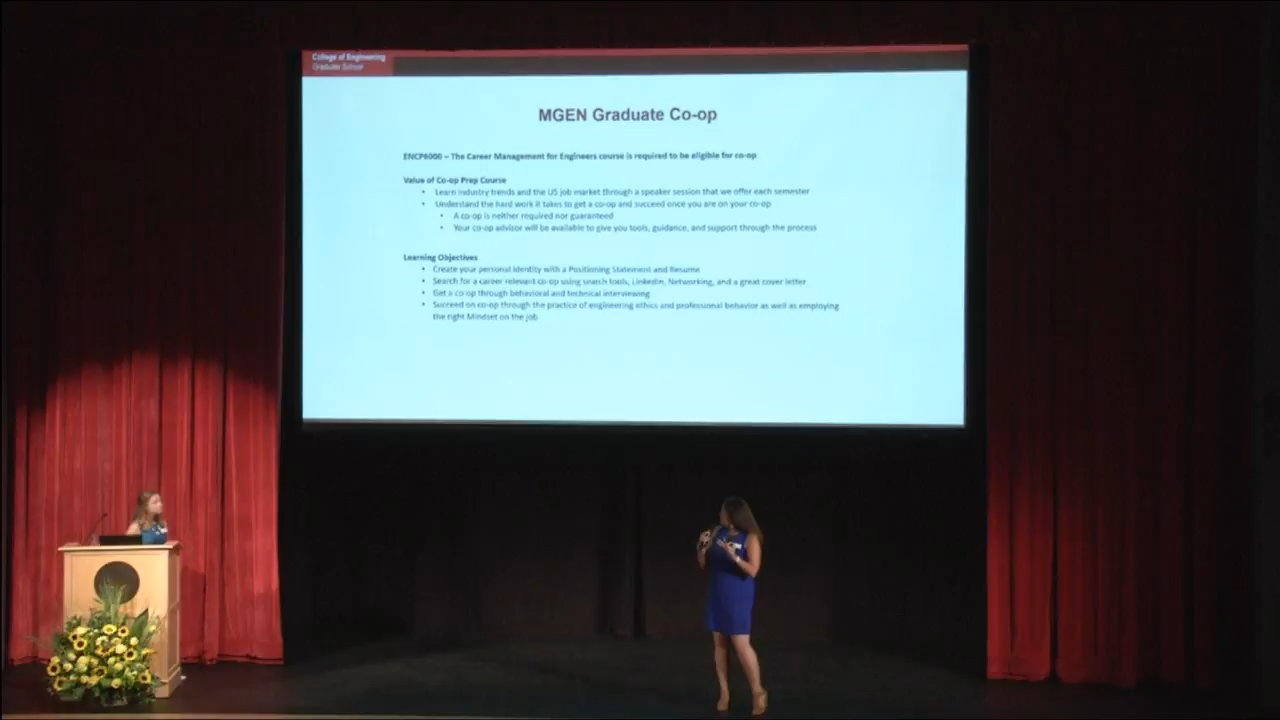 College of Engineering
Graduate School
MGEN Graduate Co-op
ENCP6000 – The Career Management for Engineers course is required to be eligible for co-op
Value of Co-op Prep Course
• Learn industry trends and the US job market through a speaker session that we offer each semester
• Understand the hard work it takes to get a co-op and succeed once you are on your co-op
• A co-op is neither required nor guaranteed
• Your co-op advisor will be available to give you tools, guidance, and support through the process
Learning Objectives
• Create your personal identity with a Positioning Statement and Resume
• Search for a career relevant co-op using search tools, LinkedIn, Networking, and a great cover letter
• Get a co-op through behavioral and technical interviewing
• Succeed on co-op through the practice of engineering ethics and professional behavior as well as employing
the right Mindset on the job